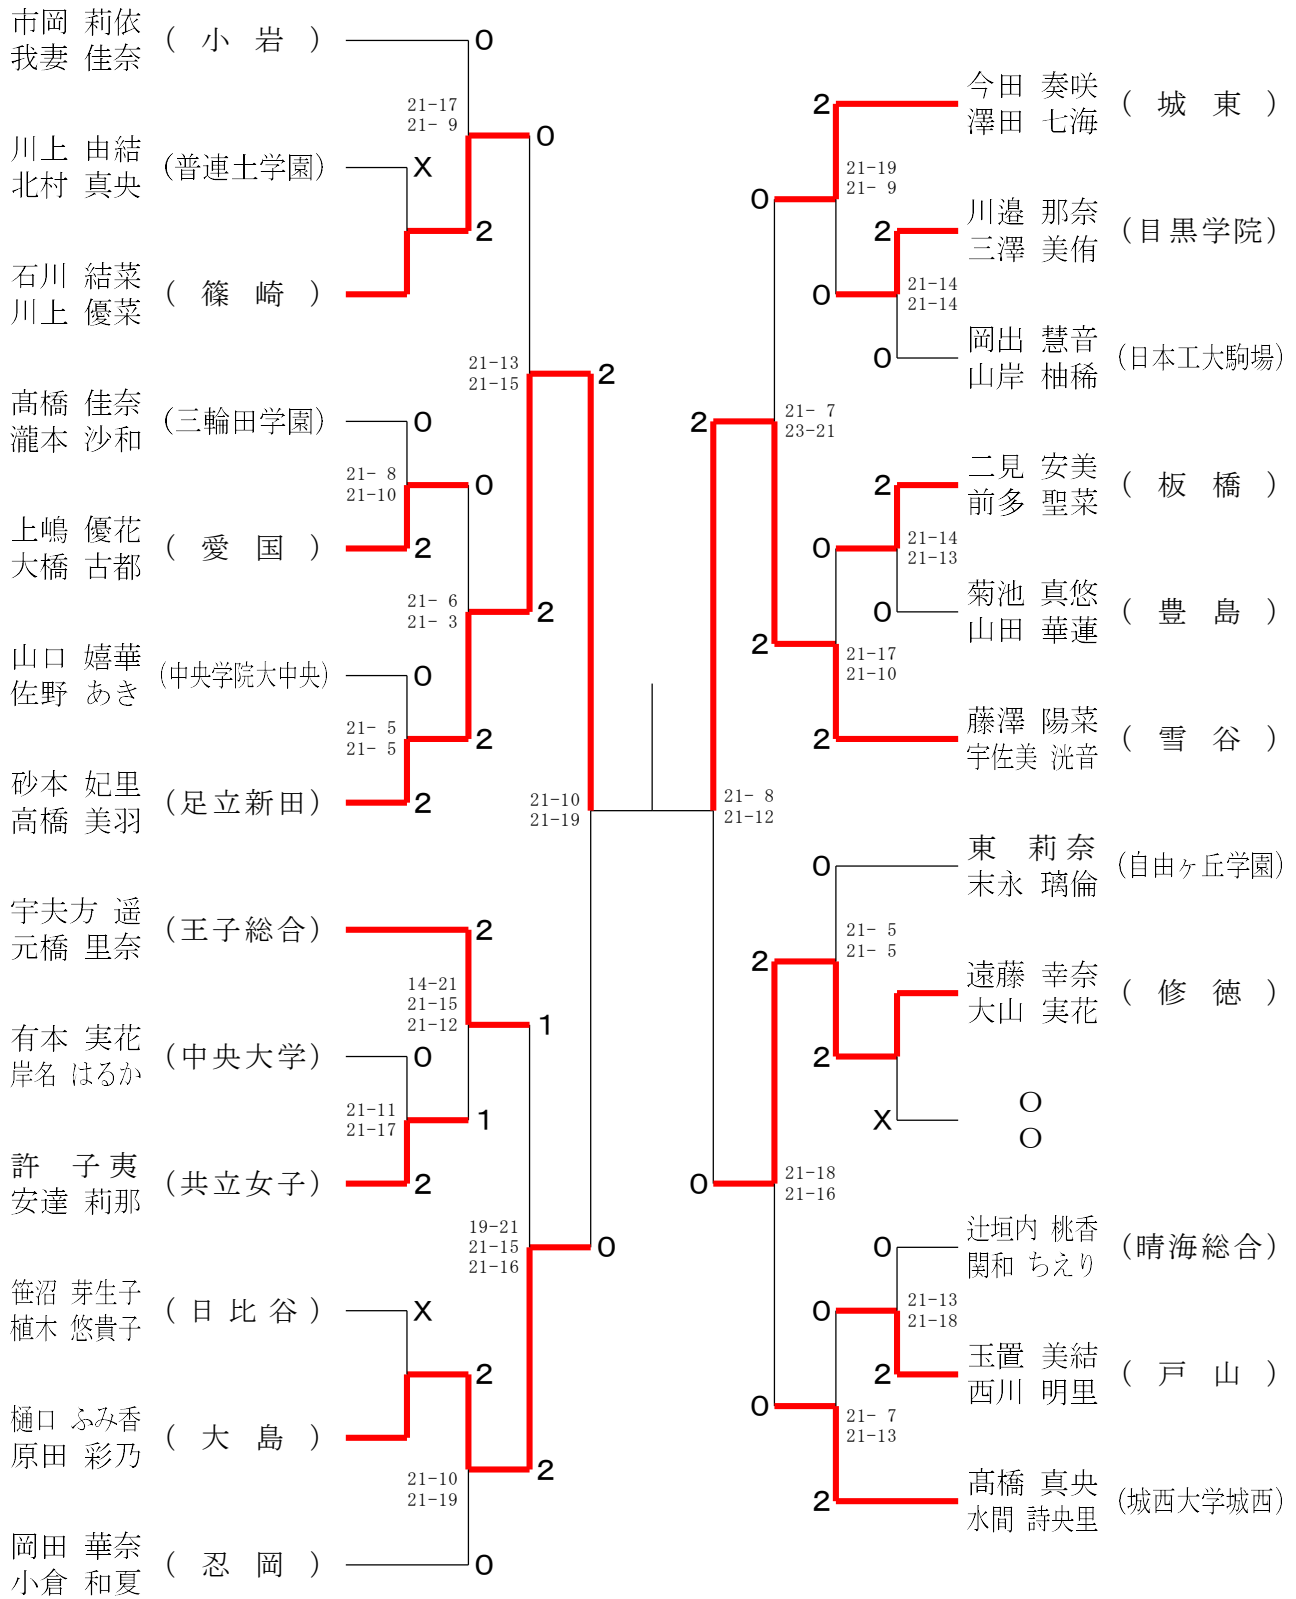 市岡 莉依
我妻 佳奈
( 小 岩 )
0
21-17
21- 9
0
川上 由結
北村 真央
(普連土学園)
X
2
石川 結菜
川上 優菜
( 篠 崎 )
21-13
21-15
2
髙橋 佳奈
瀧本 沙和
(三輪田学園)
0
21- 8
21-10
0
上嶋 優花
大橋 古都
( 愛 国 )
2
21- 6
21- 3
2
山口 嬉華
佐野 あき
(中央学院大中央)
0
21- 5
21- 5
2
砂本 妃里
高橋 美羽
(足立新田)
2
21-10
21-19
宇夫方 遥
元橋 里奈
(王子総合)
2
14-21
21-15
21-12
1
有本 実花
岸名 はるか
(中央大学)
0
21-11
21-17
1
許 子夷
安達 莉那
(共立女子)
2
19-21
21-15
21-16
0
笹沼 芽生子
植木 悠貴子
(日比谷)
X
2
樋口 ふみ香
原田 彩乃
( 大 島 )
21-10
21-19
2
岡田 華奈
小倉 和夏
( 忍 岡 )
0
2
今田 奏咲
澤田 七海
( 城 東 )
21-19
21- 9
0
2
川邉 那奈
三澤 美侑
(目黒学院)
0
21-14
21-14
0
岡出 慧音
山岸 柚稀
(日本工大駒場)
2
21- 7
23-21
2
二見 安美
前多 聖菜
( 板 橋 )
0
21-14
21-13
0
菊池 真悠
山田 華蓮
( 豊 島 )
2
21-17
21-10
2
藤澤 陽菜
宇佐美 洸音
( 雪 谷 )
21- 8
21-12
0
東 莉奈
末永 璃倫
(自由ヶ丘学園)
21- 5
21- 5
2
遠藤 幸奈
大山 実花
( 修 徳 )
2
X
○
○
0
21-18
21-16
0
辻垣内 桃香
関和 ちえり
(晴海総合)
0
21-13
21-18
2
玉置 美結
西川 明里
( 戸 山 )
0
21- 7
21-13
2
髙橋 真央
水間 詩央里
(城西大学城西)